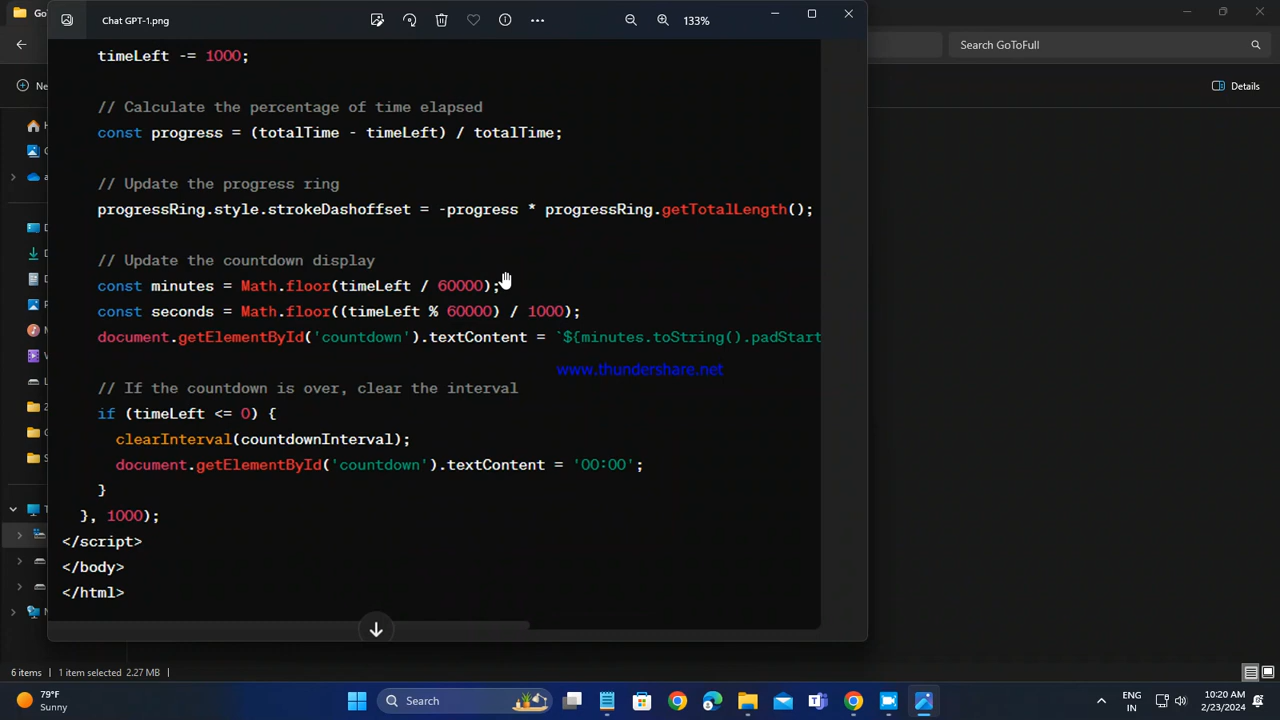 Go
Chat GPT-1.png
133%
Search GoToFull
Ne
Details
timeLeft -= 1000;
// Calculate the percentage of time elapsed
const progress = (totalTime - timeLeft) / totalTime;
// Update the progress ring
progressRing.style.strokeDashoffset = -progress * progressRing.getTotalLength();
// Update the countdown display
const minutes = Math.floor(timeLeft / 60000);
const seconds = Math.floor((timeLeft % 60000) / 1000);
document.getElementById('countdown').textContent = `${minutes.toString().padStart
www.thundershare.net
// If the countdown is over, clear the interval
if (timeLeft <= 0) {
clearInterval(countdownInterval);
document.getElementById('countdown').textContent = '00:00';
}
}, 1000);
</script>
</body>
</html>
6 items
1 item selected 2.27 MB
79°F
Sunny
Search
ENG
IN
10:20 AM
2/23/2024